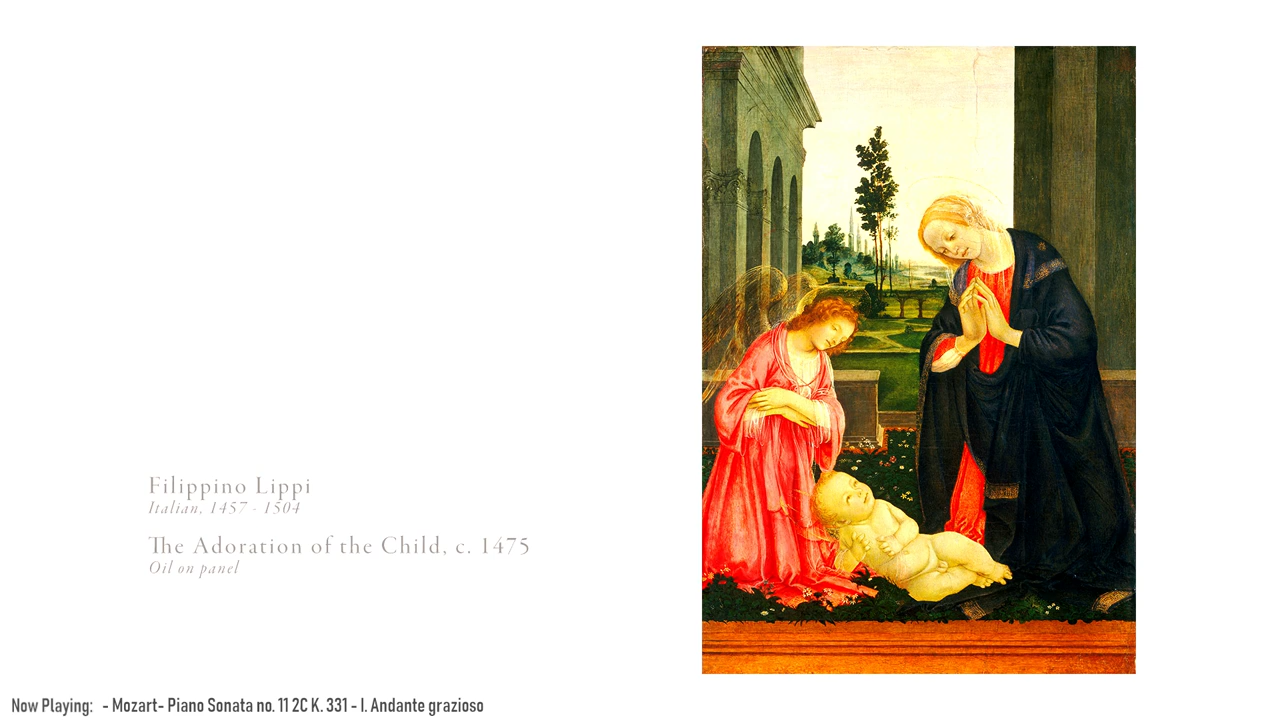 Filippino Lippi
Italian, 1457 - 1504
The Adoration of the Child, c. 1475
Oil on panel
Now Playing: - Mozart- Piano Sonata no. 11 2C K. 331 - I. Andante grazioso